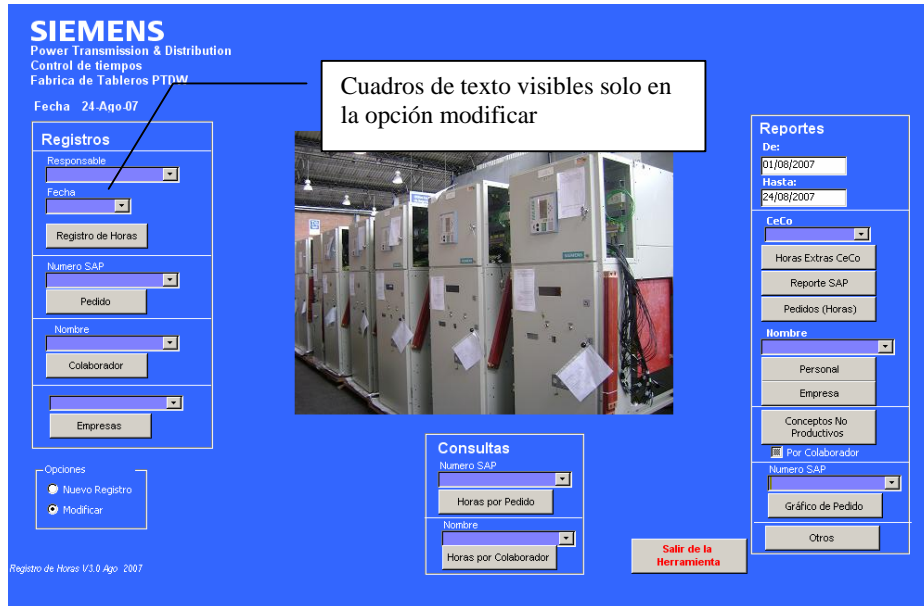 SIEMENS
Power Transmission & Distribution
Control de tiempos
Fabrica de Tableros PTDW
Fecha 24-Ago-07
Cuadros de texto visibles solo en
la opción modificar
Registros
Responsable
Fecha
Registro de Horas
Numero SAP
Pedido
Nombre
Colaborador
Empresas
Opciones
Nuevo Registro
Modificar
Registro de Horas V3.0 Ago 2007
SIEMENS
Consultas
Numero SAP
Horas por Pedido
Nombre
Horas por Colaborador
Salir de la
Herramienta
Reportes
De:
01/08/2007
Hasta:
24/08/2007
CeCo
Horas Extras CeCo
Reporte SAP
Pedidos (Horas)
Nombre
Personal
Empresa
Conceptos No
Productivos
Por Colaborador
Numero SAP
Gráfico de Pedido
Otros